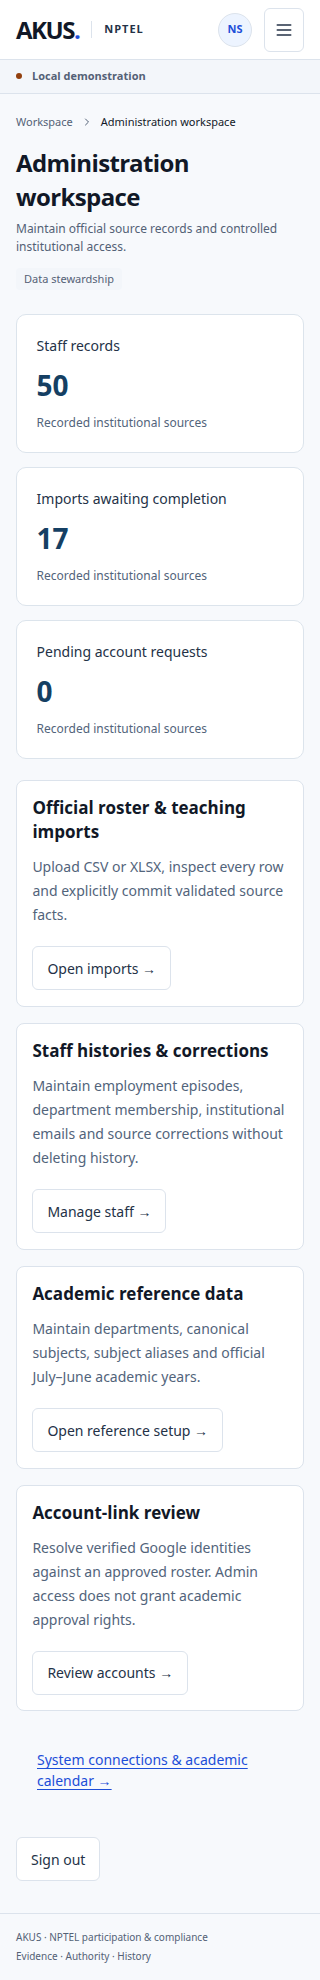 AKUS. NPTEL NS
Local demonstration
Workspace > Administration workspace
Administration
workspace
Maintain official source records and controlled
institutional access.
Data stewardship
Staff records
50
Recorded institutional sources
Imports awaiting completion
17
Recorded institutional sources
Pending account requests
0
Recorded institutional sources
Official roster & teaching
imports
Upload CSV or XLSX, inspect every row
and explicitly commit validated source
facts.
Open imports →
Staff histories & corrections
Maintain employment episodes,
department membership, institutional
emails and source corrections without
deleting history.
Manage staff →
Academic reference data
Maintain departments, canonical
subjects, subject aliases and official
July–June academic years.
Open reference setup →
Account-link review
Resolve verified Google identities
against an approved roster. Admin
access does not grant academic
approval rights.
Review accounts →
System connections & academic
calendar →
Sign out
AKUS · NPTEL participation & compliance
Evidence · Authority · History